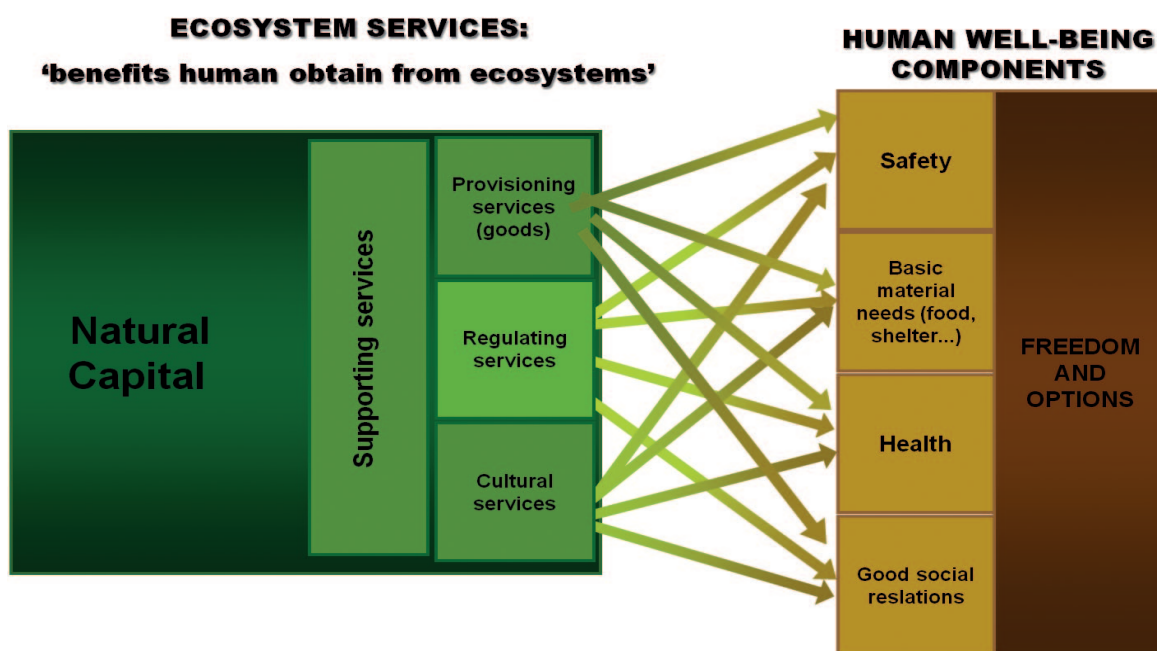 ECOSYSTEM SERVICES:
‘benefits human obtain from ecosystems’
HUMAN WELL-BEING
COMPONENTS
Natural
Capital
Supporting services
Provisioning
services
(goods)
Regulating
services
Cultural
services
Safety
Basic
material
needs (food,
shelter...)
Health
Good social
reslations
FREEDOM
AND
OPTIONS